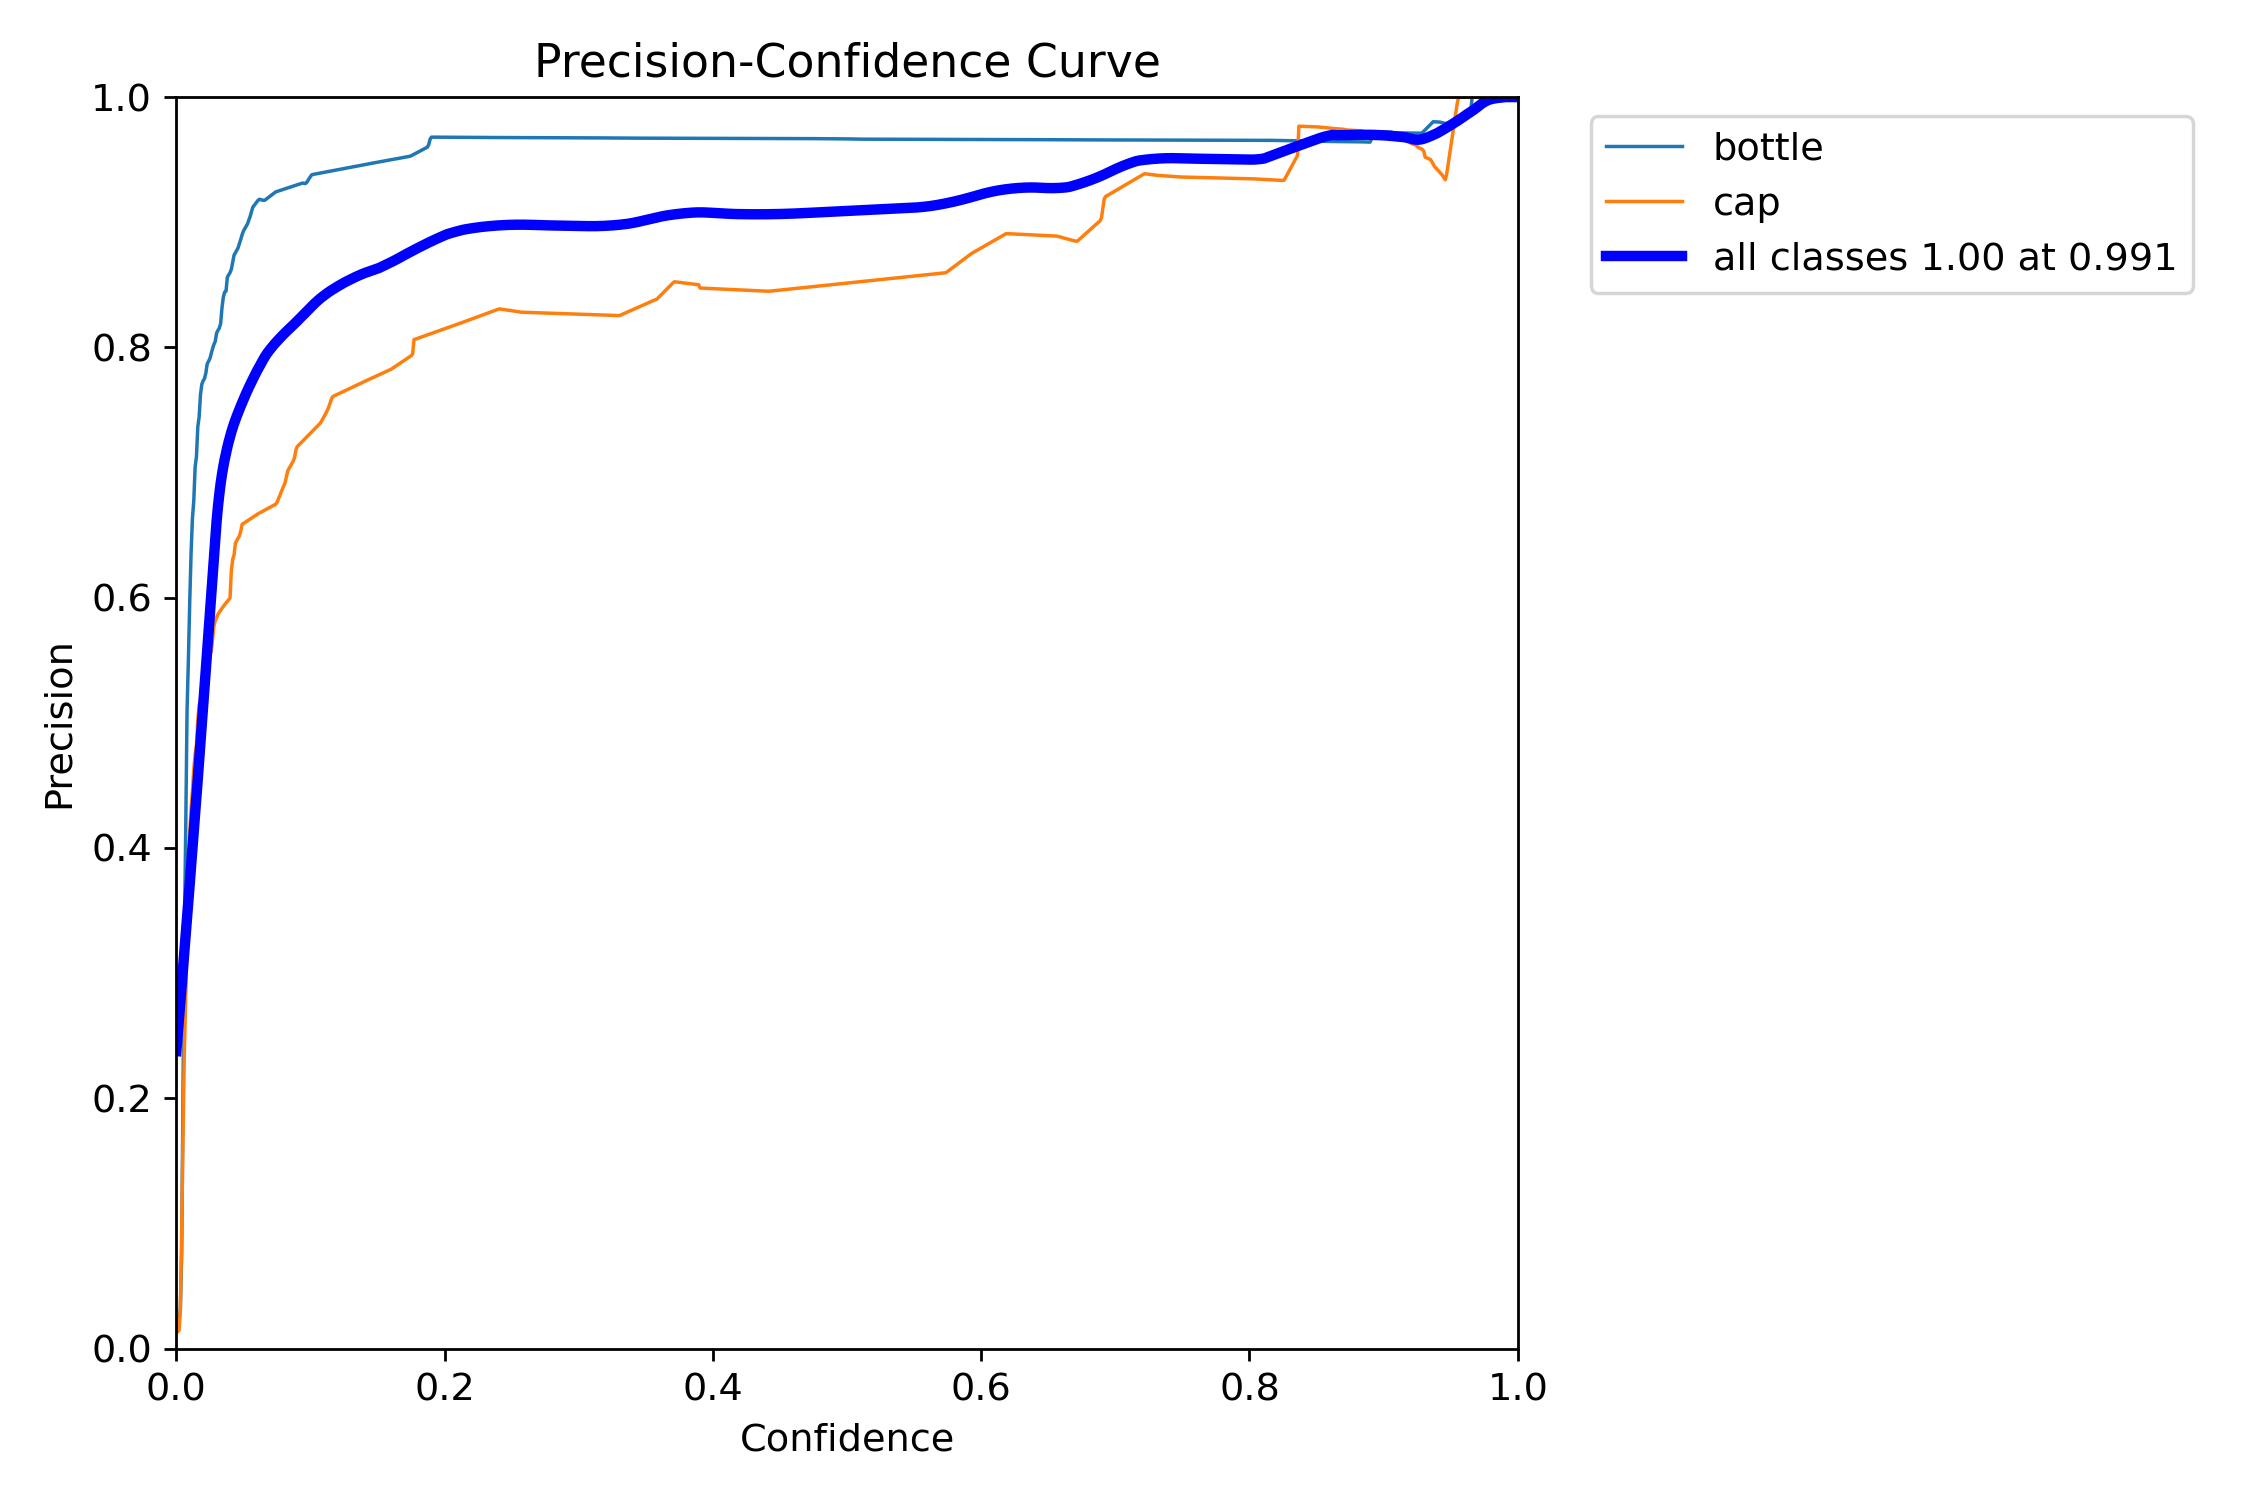 Precision-Confidence Curve
1.0
0.8
0.6
0.4
0.2
0.0
Precision
0.0 0.2 0.4 0.6 0.8 1.0
Confidence
bottle
cap
all classes 1.00 at 0.991